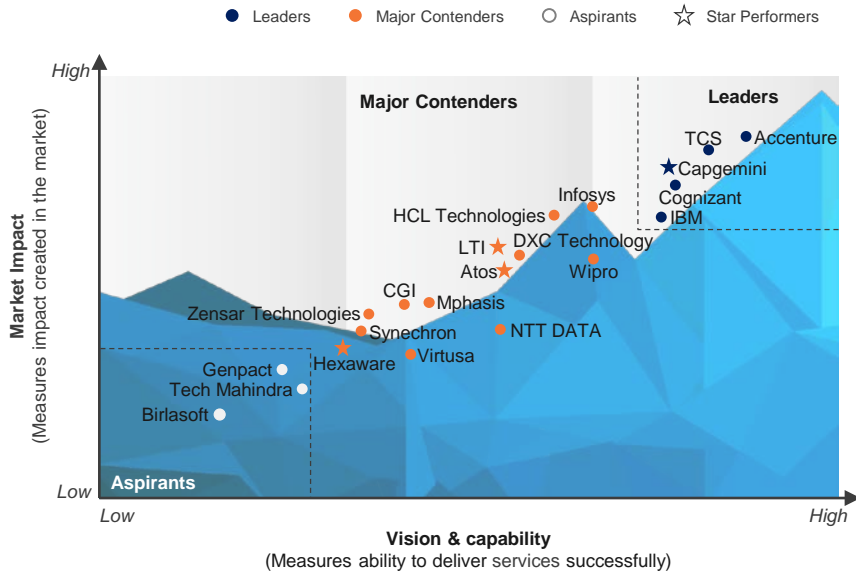 Leaders
Major Contenders
Aspirants
Star Performers
High
Major Contenders
Leaders
TCS
Accenture
Capgemini
Cognizant
IBM
Infosys
HCL Technologies
LTI
DXC Technology
Atos
Wipro
CGI
Mphasis
Zensar Technologies
Synechron
NTT DATA
Hexaware
Virtusa
Genpact
Tech Mahindra
Birlasoft
Aspirants
Market Impact
(Measures impact created in the market)
Low
Low
High
Vision & capability
(Measures ability to deliver services successfully)